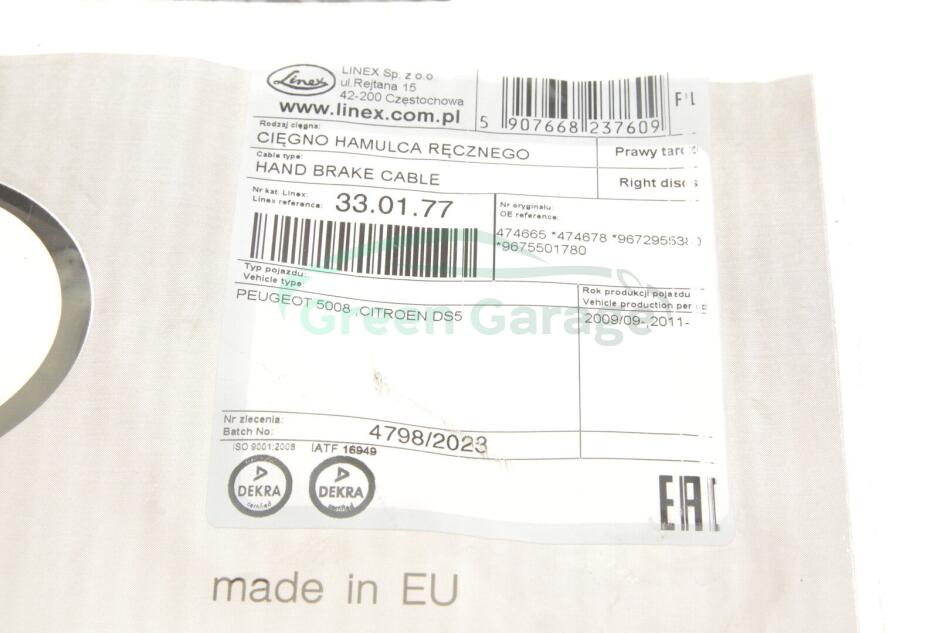 Linex
LINEX Sp. z o.o.
ul.Rejtana 15
42-200 Częstochowa
www.linex.com.pl
5 907668 237609
Rodzaj cięgna:
CIĘGNO HAMULCA RĘCZNEGO
Prawy
Cable type:
HAND BRAKE CABLE
Right
Nr kat. Linex:
Linex reference: 33.01.77
Nr oryginału:
OE reference:
474665 *474678
*9675501780
Typ pojazdu:
Vehicle type:
PEUGEOT 5008, CITROEN DS5
Rok produkcji pojazdu
Vehicle production
2009/09-,2011-
Green Garage
Nr zlecenia:
Batch No: 4798/2023
ISO 9001:2008 IATF 16949
DEKRA certified
DEKRA certified
EAC
made in EU